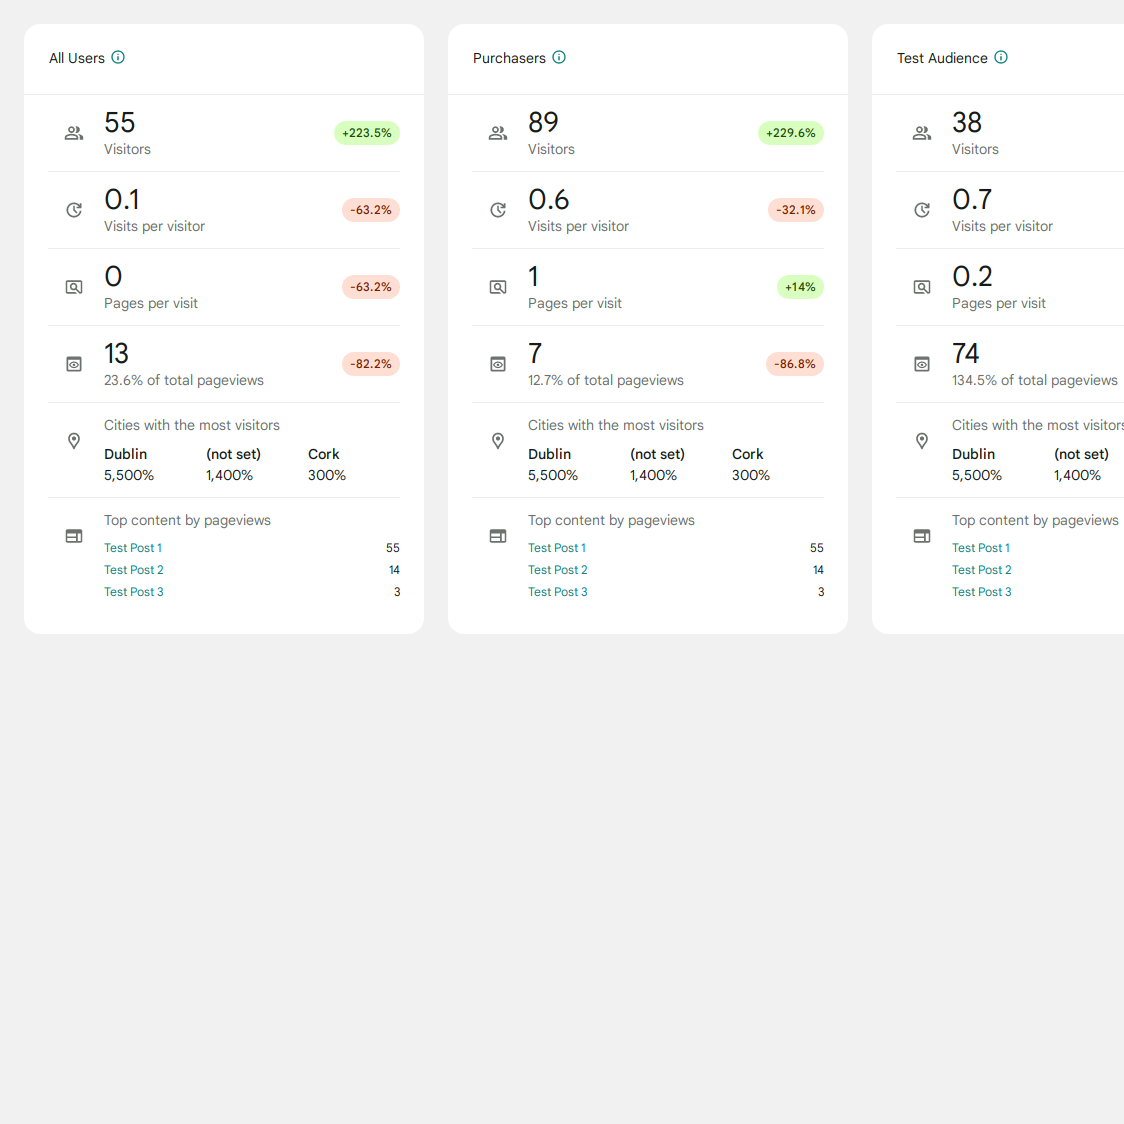 All Users
55
Visitors
+223.5%
0.1
Visits per visitor
-63.2%
0
Pages per visit
-63.2%
13
23.6% of total pageviews
-82.2%
Cities with the most visitors
Dublin (not set) Cork
5,500% 1,400% 300%
Top content by pageviews
Test Post 1 55
Test Post 2 14
Test Post 3 3
Purchasers
89
Visitors
+229.6%
0.6
Visits per visitor
-32.1%
1
Pages per visit
+14%
7
12.7% of total pageviews
-86.8%
Cities with the most visitors
Dublin (not set) Cork
5,500% 1,400% 300%
Top content by pageviews
Test Post 1 55
Test Post 2 14
Test Post 3 3
Test Audience
38
Visitors
0.7
Visits per visitor
0.2
Pages per visit
74
134.5% of total pageviews
Cities with the most visitors
Dublin (not set)
5,500% 1,400%
Top content by pageviews
Test Post 1
Test Post 2
Test Post 3